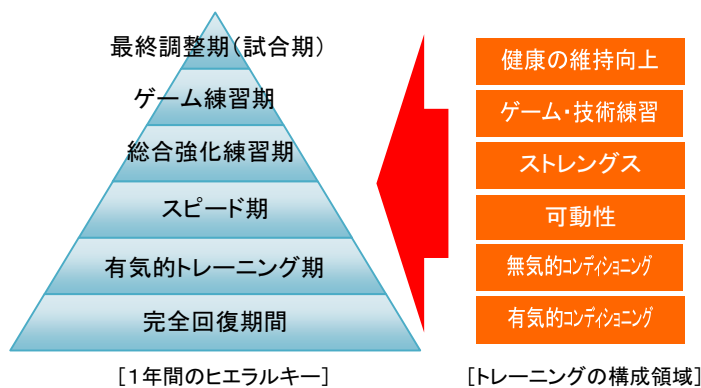 最終調整期(試合期)
ゲーム練習期
総合強化練習期
スピード期
有気的トレーニング期
完全回復期間
[1年間のヒエラルキー]
健康の維持向上
ゲーム・技術練習
ストレングス
可動性
無気的コンディショニング
有気的コンディショニング
[トレーニングの構成領域]